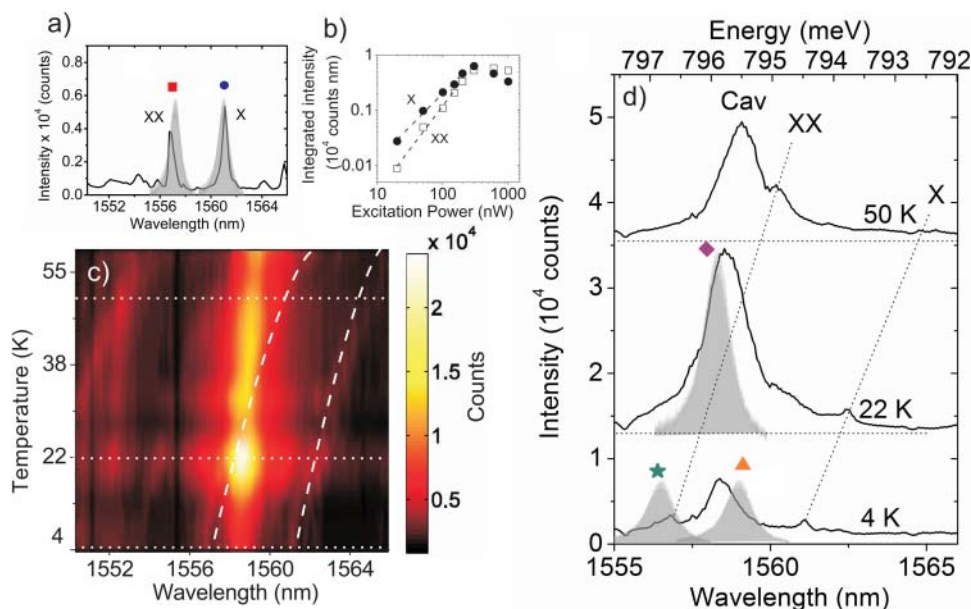 a)
Intensity x 10⁴ (counts)
0.8
0.6
0.4
0.2
0.0
XX
X
1552 1556 1560 1564
Wavelength (nm)
b)
Integrated intensity
(10⁴ counts nm)
1
0.1
0.01
X
XX
10 100 1000
Excitation Power (nW)
c)
Temperature (K)
55
38
22
4
1552 1556 1560 1564
Wavelength (nm)
x 10⁴
2
1.5
1
0.5
Counts
Energy (meV)
797 796 795 794 793 792
d)
Cav
XX
X
50 K
22 K
4 K
Intensity (10⁴ counts)
5
4
3
2
1
0
1555 1560 1565
Wavelength (nm)